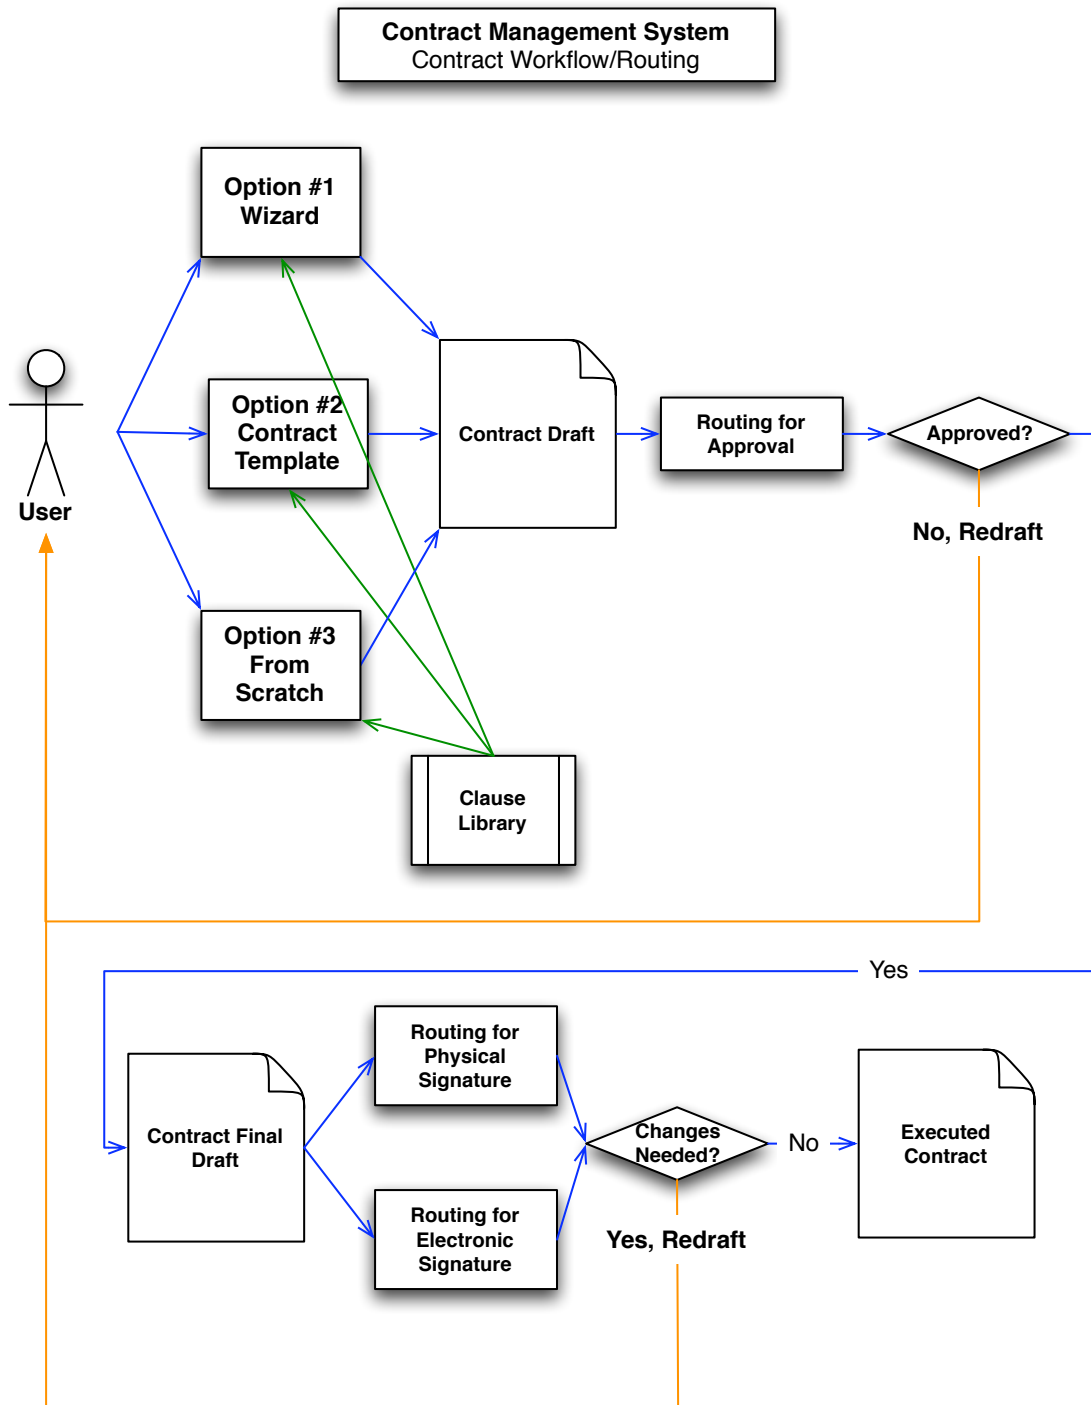 Contract Management System
Contract Workflow/Routing
Option #1
Wizard
Option #2
Contract
Template
Contract Draft
Routing for
Approval
Approved?
User
No, Redraft
Option #3
From
Scratch
Clause
Library
Yes
Routing for
Physical
Signature
Contract Final
Draft
Changes
Needed?
No
Executed
Contract
Routing for
Electronic
Signature
Yes, Redraft